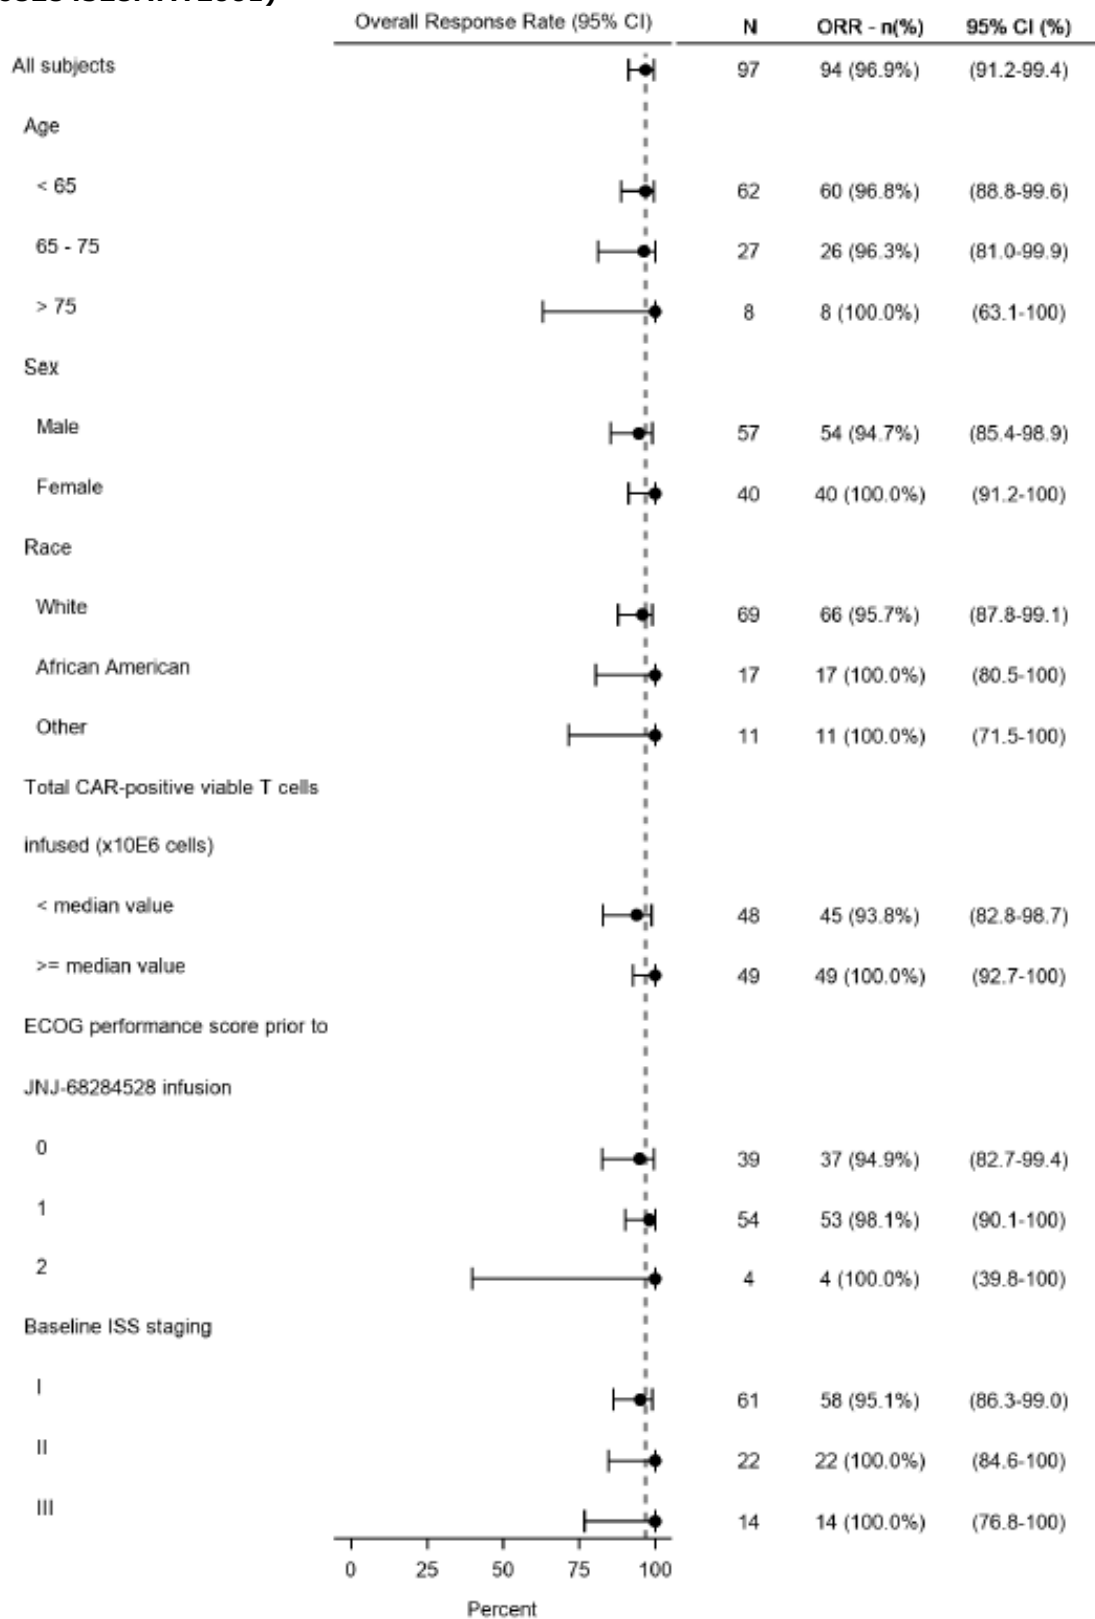 Overall Response Rate (95% CI) N ORR - n(%) 95% CI (%)
All subjects 97 94 (96.9%) (91.2-99.4)
Age
< 65 62 60 (96.8%) (88.8-99.6)
65 - 75 27 26 (96.3%) (81.0-99.9)
> 75 8 8 (100.0%) (63.1-100)
Sex
Male 57 54 (94.7%) (85.4-98.9)
Female 40 40 (100.0%) (91.2-100)
Race
White 69 66 (95.7%) (87.8-99.1)
African American 17 17 (100.0%) (80.5-100)
Other 11 11 (100.0%) (71.5-100)
Total CAR-positive viable T cells
infused (x10E6 cells)
< median value 48 45 (93.8%) (82.8-98.7)
>= median value 49 49 (100.0%) (92.7-100)
ECOG performance score prior to
JNJ-68284528 infusion
0 39 37 (94.9%) (82.7-99.4)
1 54 53 (98.1%) (90.1-100)
2 4 4 (100.0%) (39.8-100)
Baseline ISS staging
I 61 58 (95.1%) (86.3-99.0)
II 22 22 (100.0%) (84.6-100)
III 14 14 (100.0%) (76.8-100)
0 25 50 75 100
Percent